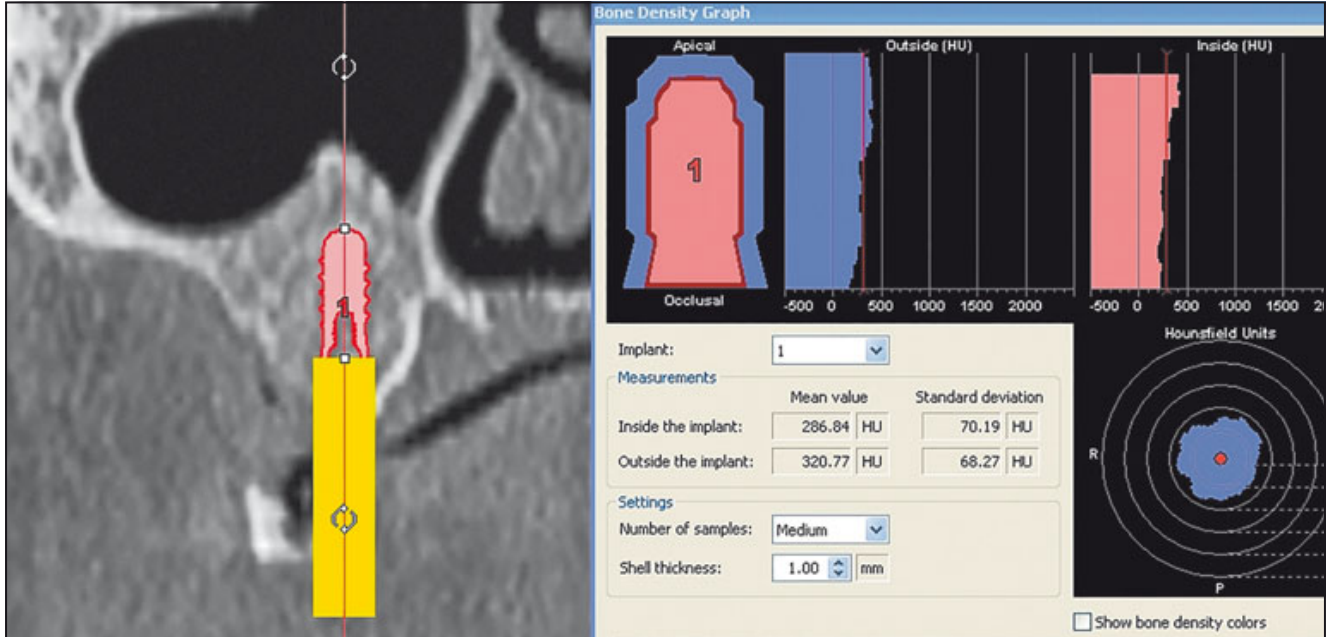 Bone Density Graph
Apical
1
Occlusal
Outside (HU)
-500 0 500 1000 1500 2000
Inside (HU)
-500 0 500 1000 1500
1
Hounsfield Units
R
P
Implant: 1
Measurements
Mean value Standard deviation
Inside the implant: 286.84 HU 70.19 HU
Outside the implant: 320.77 HU 68.27 HU
Settings
Number of samples: Medium
Shell thickness: 1.00 mm
Show bone density colors